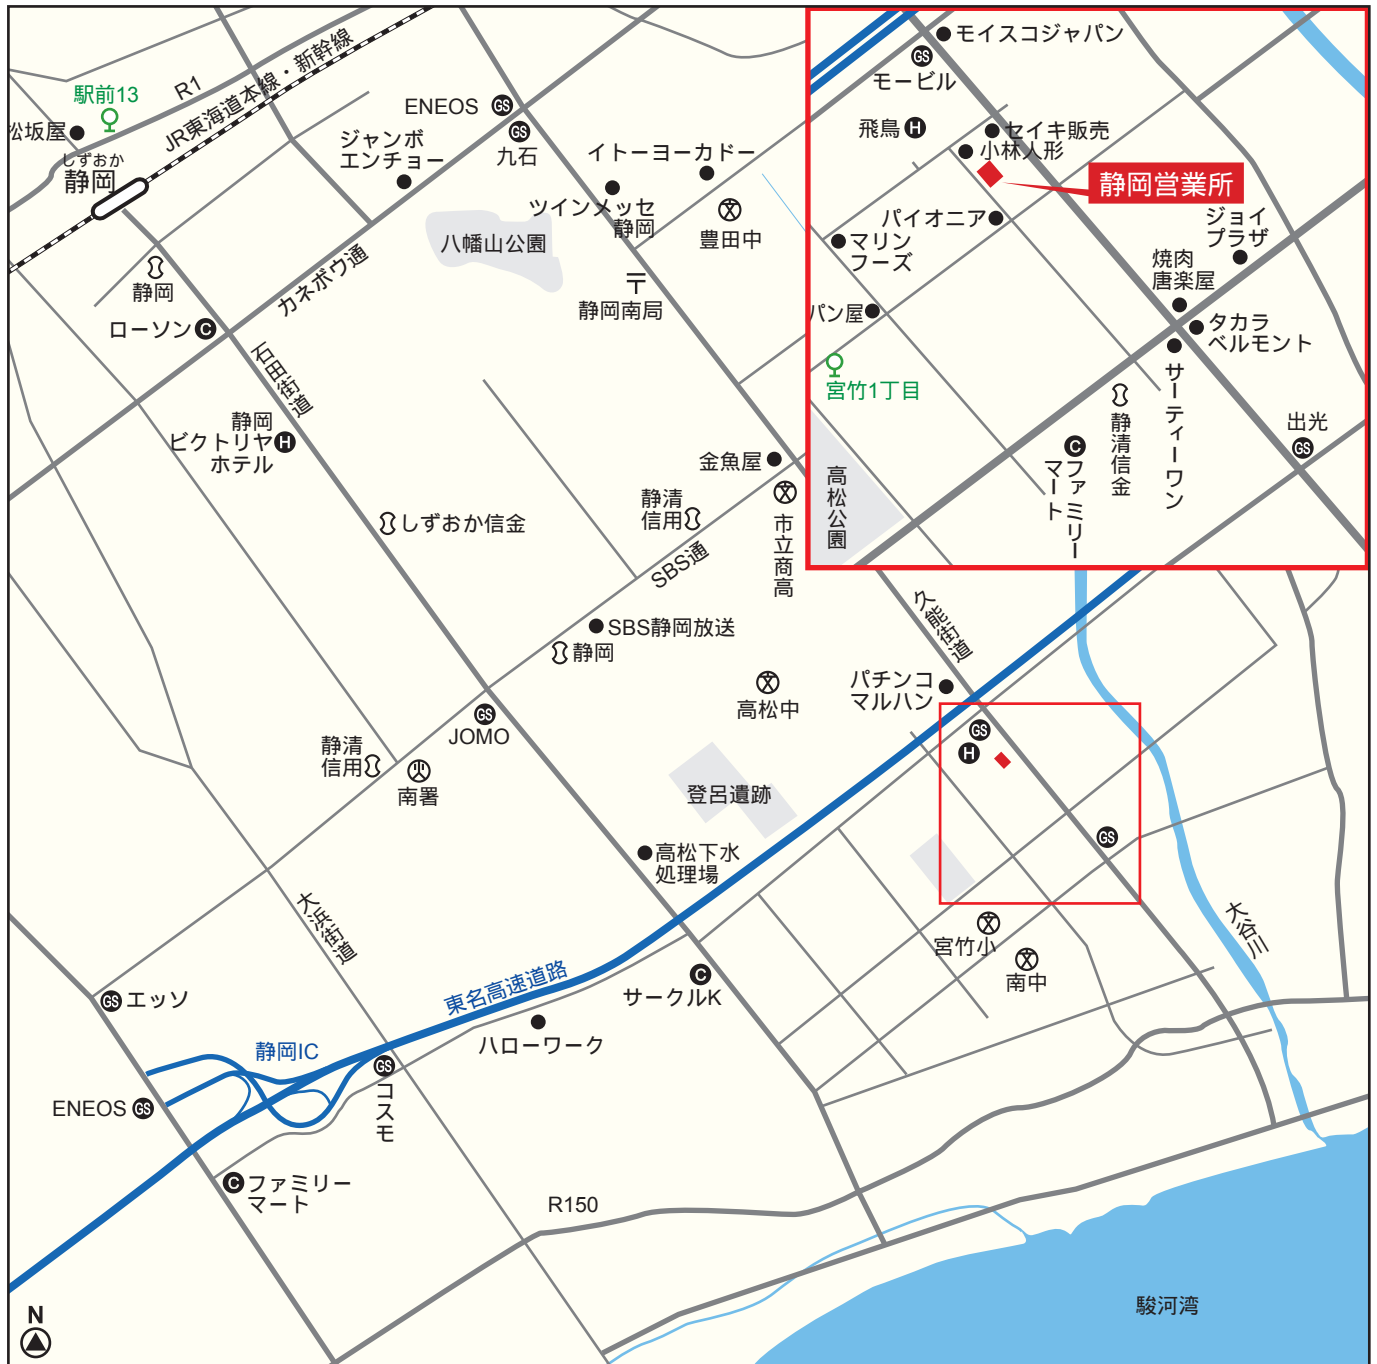 駅前13
R1
JR東海道本線・新幹線
松坂屋
しずおか
静岡
ENEOS
GS
GS
九石
ジャンボ
エンチョー
イトーヨーカドー
ツインメッセ
静岡
豊田中
八幡山公園
静岡南局
カネボウ通
静岡
ローソン
C
石田街道
静岡
ビクトリヤ
ホテル
H
しずおか信金
金魚屋
静清
信用
市立商高
SBS通
SBS静岡放送
静岡
高松中
JOMO
GS
静清
信用
南署
登呂遺跡
高松下水
処理場
大浜街道
東名高速道路
静岡IC
GS
エッソ
ENEOS
GS
GS
コスモ
ハローワーク
C
サークルK
C
ファミリー
マート
R150
N
駿河湾
大谷川
宮竹小
南中
久能街道
パチンコ
マルハン
GS
H
GS
モイスコジャパン
GS
モービル
飛鳥
H
セイキ販売
小林人形
静岡営業所
パイオニア
マリン
フーズ
ジョイ
プラザ
焼肉
唐楽屋
タカラ
ベルモント
パン屋
宮竹1丁目
サーティーワン
静清信金
C
ファミリー
マート
出光
GS
高松公園